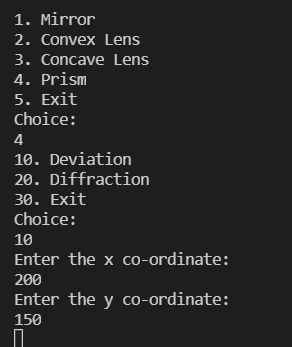 1. Mirror
2. Convex Lens
3. Concave Lens
4. Prism
5. Exit
Choice:
4
10. Deviation
20. Diffraction
30. Exit
Choice:
10
Enter the x co-ordinate:
200
Enter the y co-ordinate:
150